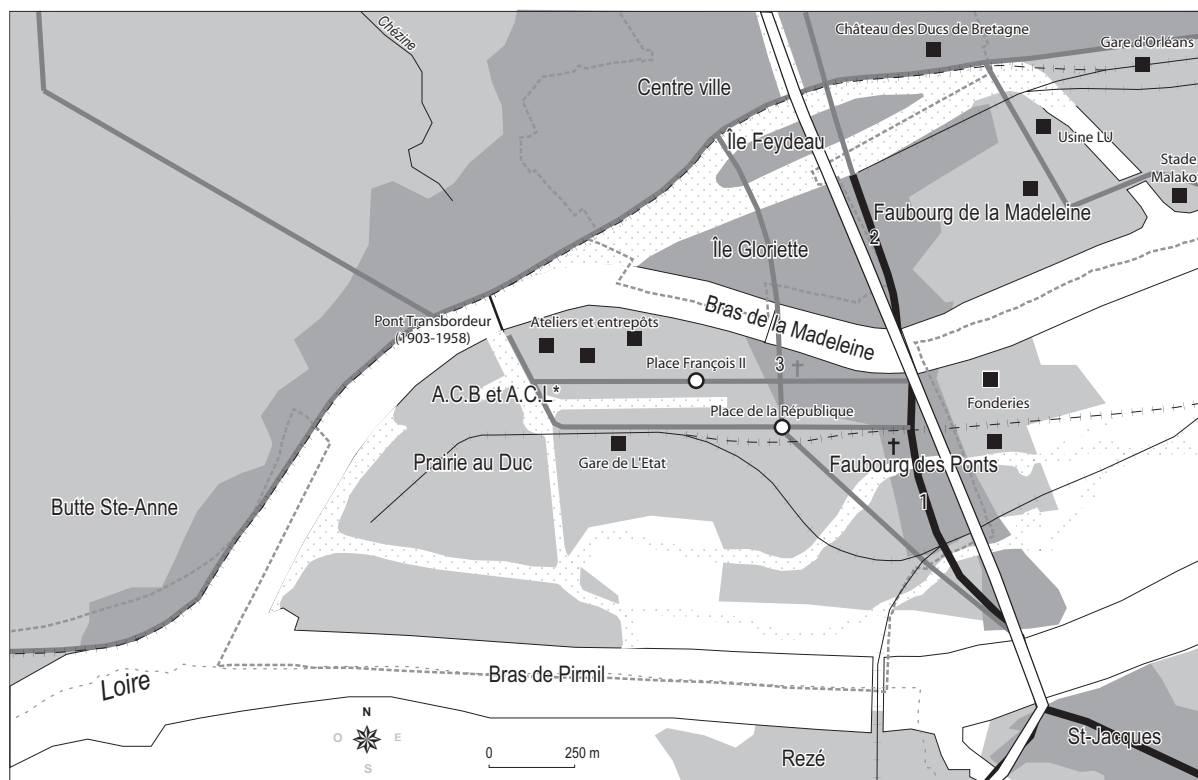 Chézine
Château des Ducs de Bretagne
Gare d'Orléans
Centre ville
Île Feydeau
Usine LU
Stade
Malako
Faubourg de la Madeleine
2
Île Gloriette
Bras de la Madeleine
Pont Transbordeur
(1903-1958)
Ateliers et entrepôts
Place François II
3
A.C.B et A.C.L*
Place de la République
Fonderies
Prairie au Duc
Gare de L'Etat
Faubourg des Ponts
1
Butte Ste-Anne
Loire
Bras de Pirmil
N
O
E
S
0
250 m
Rezé
St-Jacques